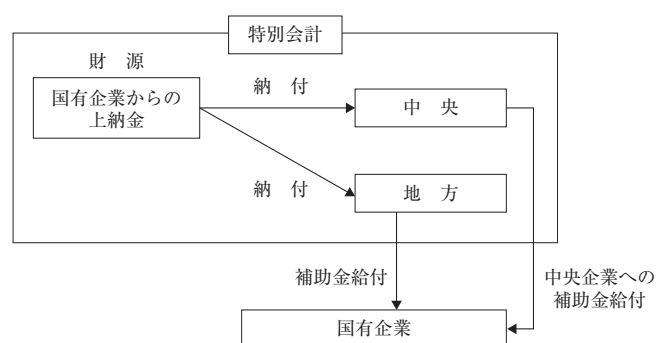 特別会計
財 源
国有企業からの
上納金
納 付
中 央
納 付
地 方
補助金給付
中央企業への
補助金給付
国有企業